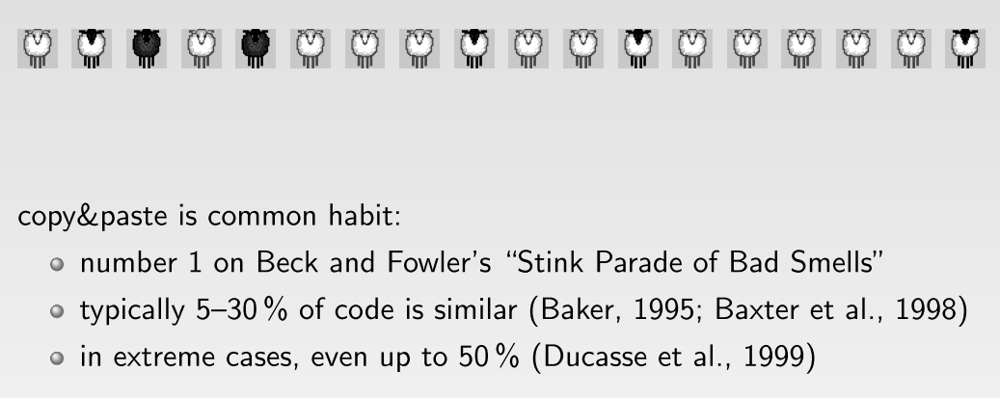 copy&paste is common habit:
number 1 on Beck and Fowler's “Stink Parade of Bad Smells”
typically 5–30 % of code is similar (Baker, 1995; Baxter et al., 1998)
in extreme cases, even up to 50 % (Ducasse et al., 1999)